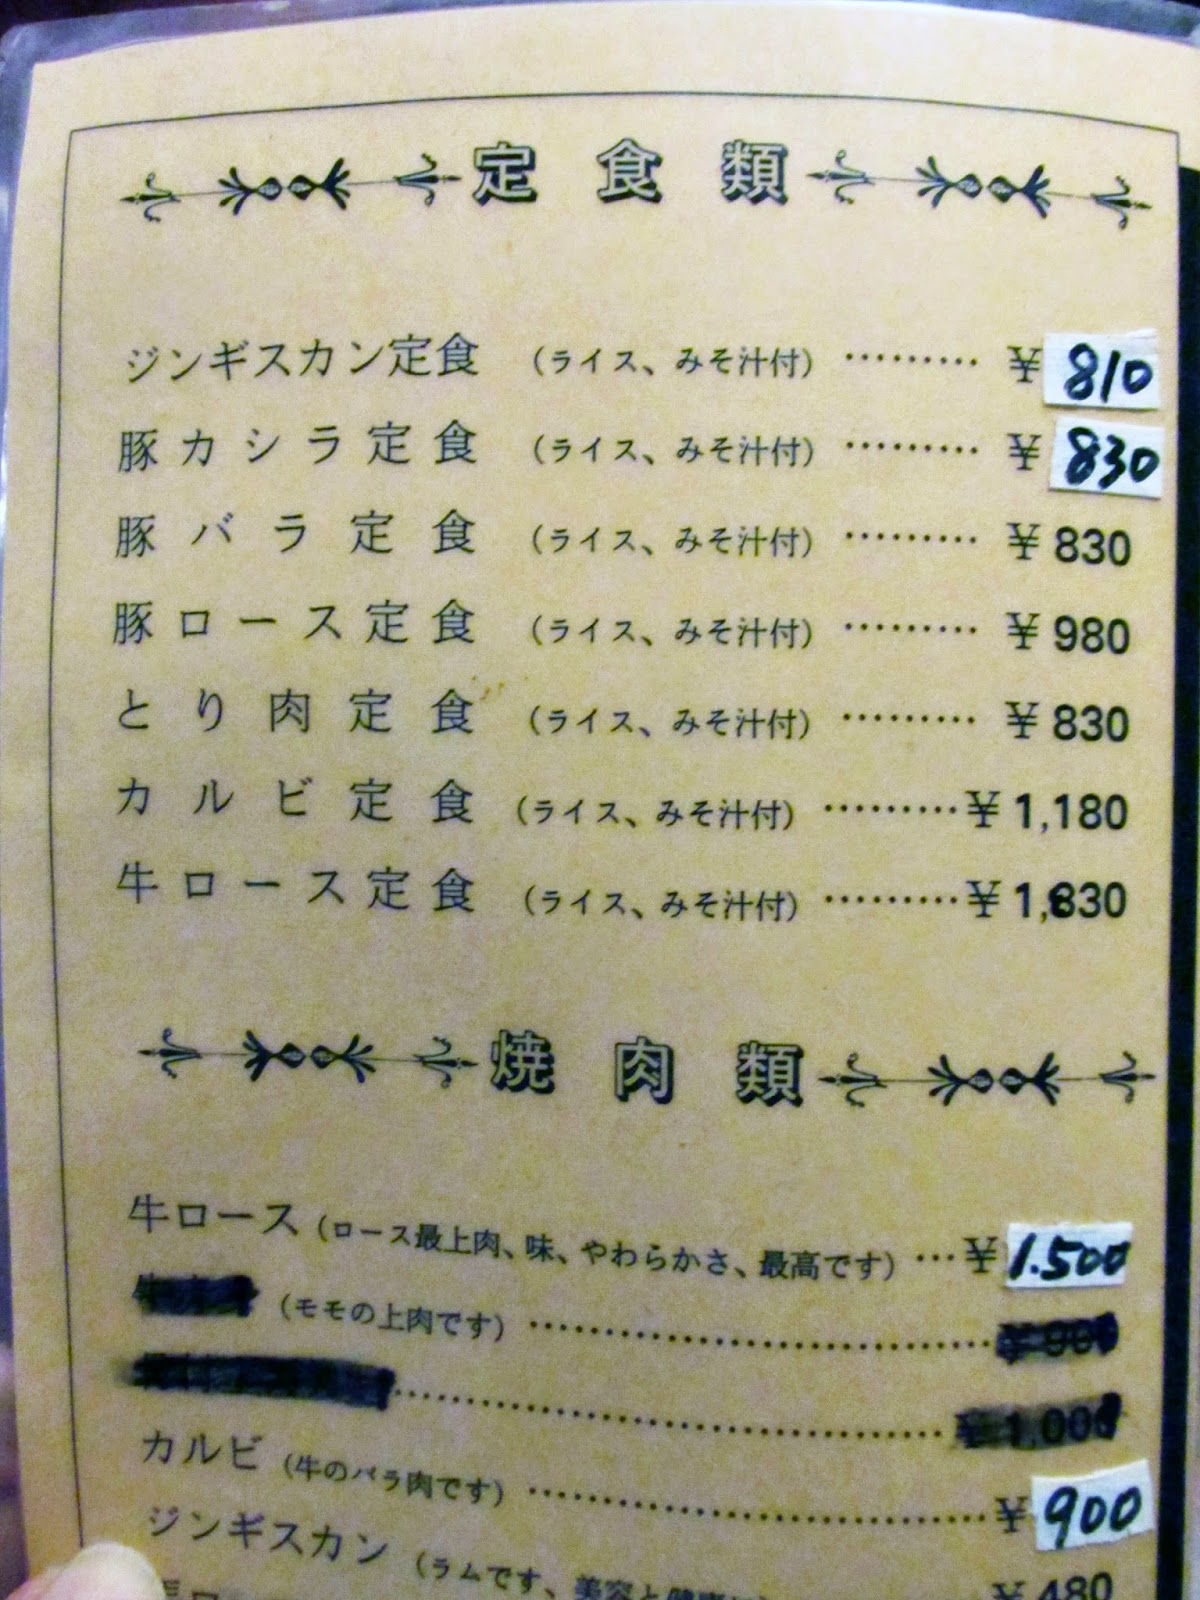 定食類
ジンギスカン定食 (ライス、みそ汁付) ……… ¥810
豚カシラ定食 (ライス、みそ汁付) ……… ¥830
豚バラ定食 (ライス、みそ汁付) ……… ¥830
豚ロース定食 (ライス、みそ汁付) ……… ¥980
とり肉定食 (ライス、みそ汁付) ……… ¥830
カルビ定食 (ライス、みそ汁付) ……… ¥1,180
牛ロース定食 (ライス、みそ汁付) ……… ¥
焼肉類
牛ロース (ロース最上肉、味、やわらかさ、最高です) … ¥1.500
(モモの上肉です) ………………
¥1,000
カルビ (牛のバラ肉です) ……………… ¥900
ジンギスカン (ラムです、美容と健康に ¥480